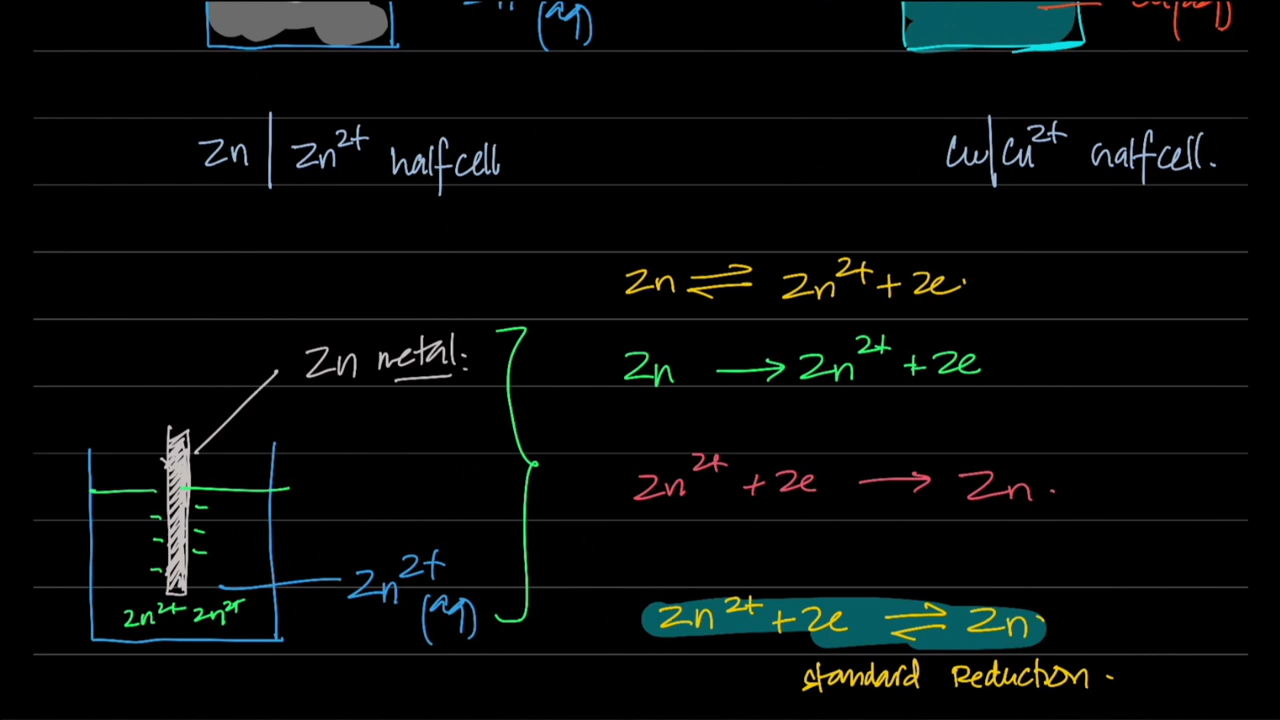 (aq)
Zn | Zn²⁺ halfcell
Cu|Cu²⁺ halfcell.
Zn ⇌ Zn²⁺ + 2e.
Zn metal.
Zn → Zn²⁺ + 2e
Zn²⁺ + 2e → Zn.
Zn²⁺
(aq)
Zn²⁺ Zn²⁺
Zn²⁺ + 2e ⇌ Zn.
standard reduction.